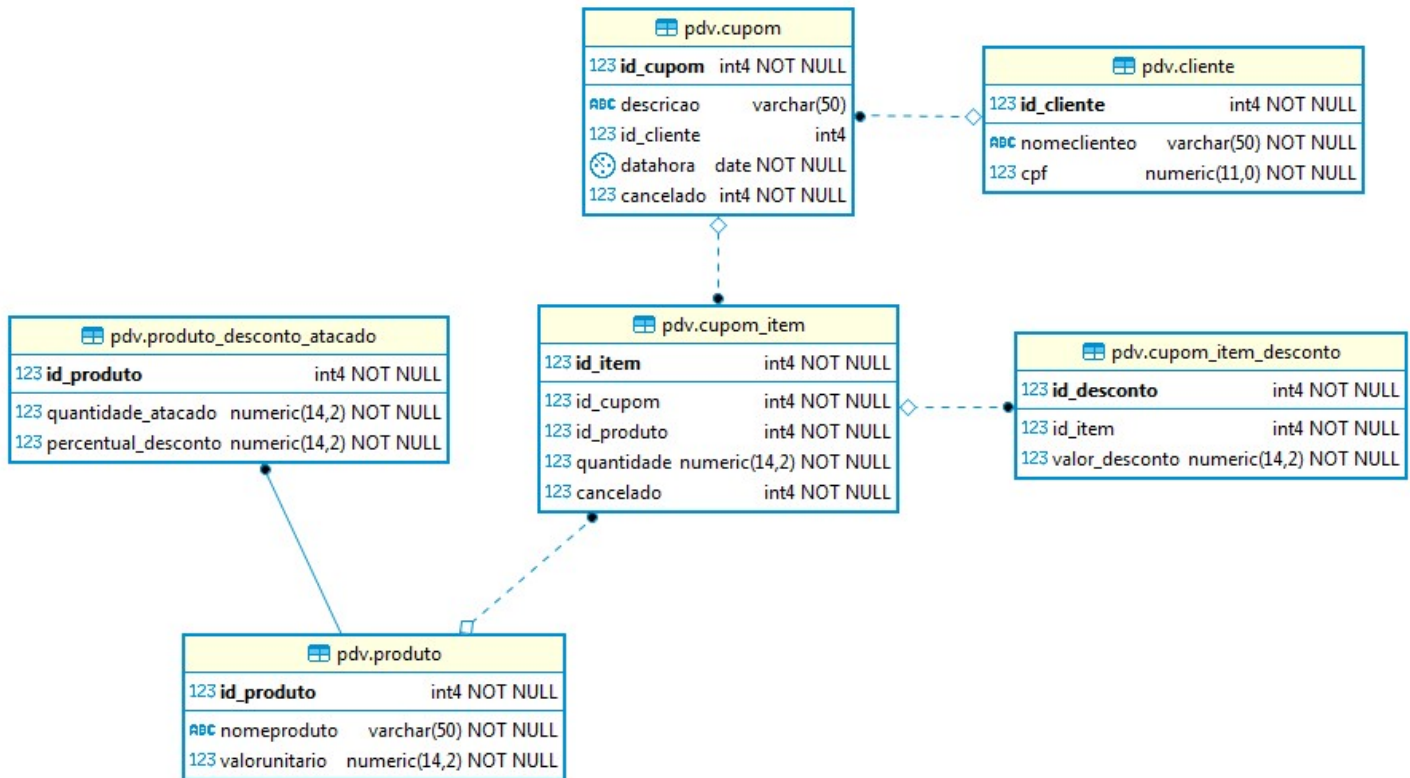 pdv.cupom
123 id_cupom int4 NOT NULL
ABC descricao varchar(50)
123 id_cliente int4
datahora date NOT NULL
123 cancelado int4 NOT NULL
pdv.cliente
123 id_cliente int4 NOT NULL
ABC nomeclienteo varchar(50) NOT NULL
123 cpf numeric(11,0) NOT NULL
pdv.produto_desconto_atacado
123 id_produto int4 NOT NULL
123 quantidade_atacado numeric(14,2) NOT NULL
123 percentual_desconto numeric(14,2) NOT NULL
pdv.cupom_item
123 id_item int4 NOT NULL
123 id_cupom int4 NOT NULL
123 id_produto int4 NOT NULL
123 quantidade numeric(14,2) NOT NULL
123 cancelado int4 NOT NULL
pdv.cupom_item_desconto
123 id_desconto int4 NOT NULL
123 id_item int4 NOT NULL
123 valor_desconto numeric(14,2) NOT NULL
pdv.produto
123 id_produto int4 NOT NULL
ABC nomeproduto varchar(50) NOT NULL
123 valorunitario numeric(14,2) NOT NULL